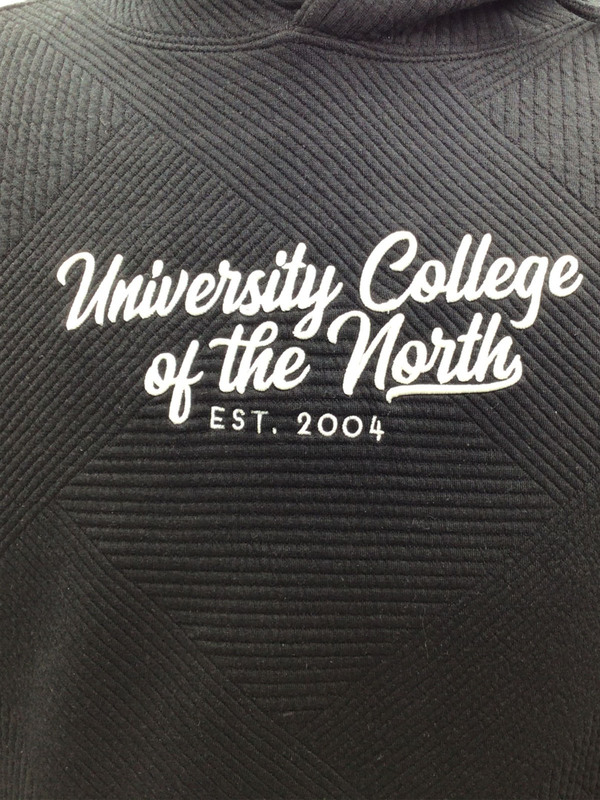 University College
of the North
EST. 2004